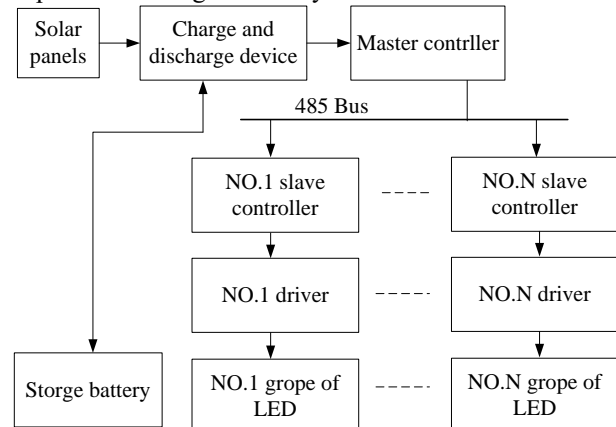 Solar
panels
Charge and
discharge device
Master contrller
485 Bus
NO.1 slave
controller
NO.N slave
controller
NO.1 driver
NO.N driver
Storge battery
NO.1 grope of
LED
NO.N grope of
LED